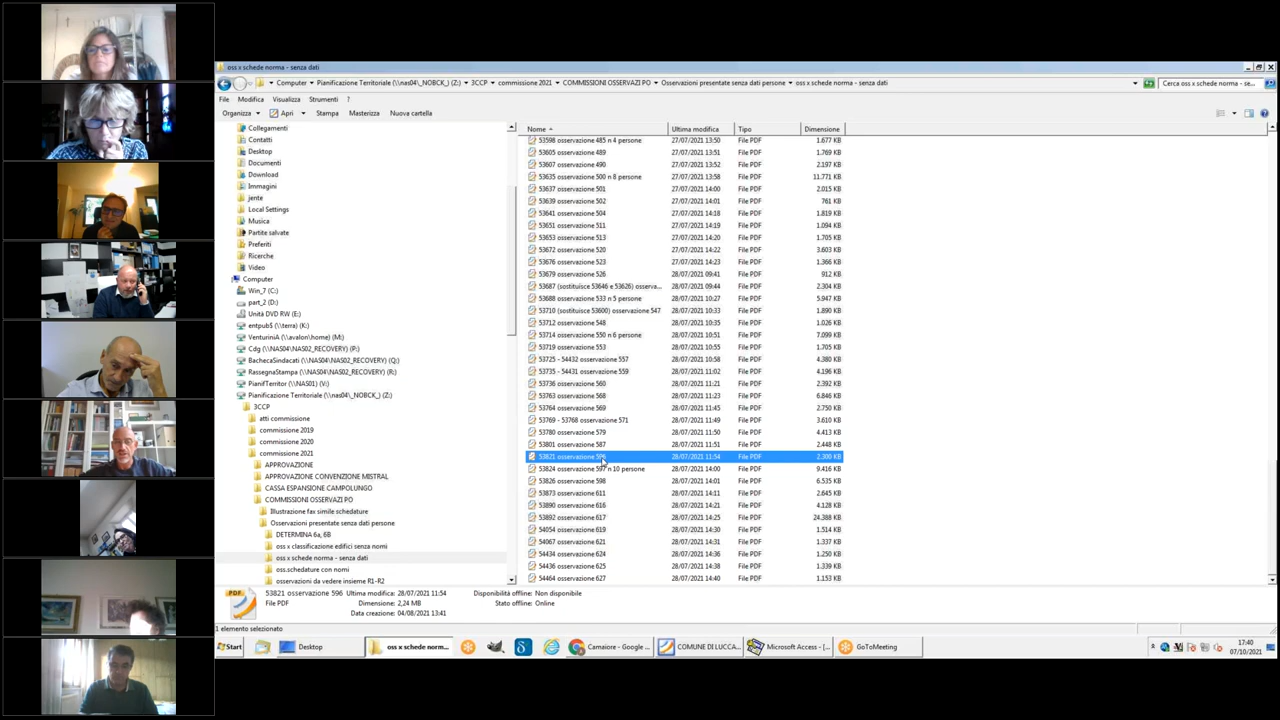 oss x schede norma - senza dati
Computer ▸ Pianificazione Territoriale (\\nas04\_NOBCK_) (Z:) ▸ 3CCP ▸ commissione 2021 ▸ COMMISSIONI OSSERVAZI PO ▸ Osservazioni presentate senza dati persone ▸ oss x schede norma - senza dati
Cerca oss x schede norma - se...
File Modifica Visualizza Strumenti ?
Organizza Apri Stampa Masterizza Nuova cartella
Collegamenti
Contatti
Desktop
Documenti
Download
Immagini
jente
Local Settings
Musica
Partite salvate
Preferiti
Ricerche
Video
Computer
Win_7 (C:)
part_2 (D:)
Unità DVD RW (E:)
entpub$ (\\terra) (K:)
VenturiniA (\\avalon\home) (M:)
Cdg (\\NAS04\NAS02_RECOVERY) (P:)
BachecaSindacati (\\NAS04\NAS02_RECOVERY) (Q:)
RassegnaStampa (\\NAS04\NAS02_RECOVERY) (R:)
PianifTerritor (\\NAS01) (V:)
Pianificazione Territoriale (\\nas04\_NOBCK_) (Z:)
3CCP
atti commissione
commissione 2019
commissione 2020
commissione 2021
APPROVAZIONE
APPROVAZIONE CONVENZIONE MISTRAL
CASSA ESPANSIONE CAMPOLUNGO
COMMISSIONI OSSERVAZI PO
Illustrazione fax simile schedature
Osservazioni presentate senza dati persone
DETERMINA 6a, 6B
oss x classificazione edifici senza nomi
oss x schede norma - senza dati
oss.schedature con nomi
osservazioni da vedere insieme R1-R2
Nome Ultima modifica Tipo Dimensione
53598 osservazione 485 n 4 persone 27/07/2021 13:50 File PDF 1.677 KB
53605 osservazione 489 27/07/2021 13:51 File PDF 1.769 KB
53607 osservazione 490 27/07/2021 13:52 File PDF 2.197 KB
53635 osservazione 500 n 8 persone 27/07/2021 13:58 File PDF 11.771 KB
53637 osservazione 501 27/07/2021 14:00 File PDF 2.015 KB
53639 osservazione 502 27/07/2021 14:01 File PDF 761 KB
53641 osservazione 504 27/07/2021 14:18 File PDF 1.819 KB
53651 osservazione 511 27/07/2021 14:19 File PDF 1.094 KB
53653 osservazione 513 27/07/2021 14:20 File PDF 1.705 KB
53672 osservazione 520 27/07/2021 14:22 File PDF 3.603 KB
53676 osservazione 523 27/07/2021 14:23 File PDF 1.366 KB
53679 osservazione 526 28/07/2021 09:41 File PDF 912 KB
53687 (sostituisce 53646 e 53626) osserva... 28/07/2021 09:44 File PDF 2.304 KB
53688 osservazione 533 n 5 persone 28/07/2021 10:27 File PDF 5.947 KB
53710 (sostituisce 53600) osservazione 547 28/07/2021 10:33 File PDF 1.890 KB
53712 osservazione 548 28/07/2021 10:35 File PDF 1.026 KB
53714 osservazione 550 n 6 persone 28/07/2021 10:38 File PDF 7.099 KB
53719 osservazione 553 28/07/2021 10:55 File PDF 1.988 KB
53725 - 54432 osservazione 557 28/07/2021 10:58 File PDF 4.380 KB
53735 - 54431 osservazione 559 28/07/2021 11:02 File PDF 4.196 KB
53736 osservazione 560 28/07/2021 11:21 File PDF 2.392 KB
53763 osservazione 568 28/07/2021 11:23 File PDF 6.846 KB
53764 osservazione 569 28/07/2021 11:45 File PDF 2.750 KB
53769 - 53768 osservazione 571 28/07/2021 11:49 File PDF 3.610 KB
53780 osservazione 579 28/07/2021 11:50 File PDF 4.413 KB
53801 osservazione 587 28/07/2021 11:51 File PDF 2.448 KB
53821 osservazione 596 28/07/2021 11:54 File PDF 2.300 KB
53824 osservazione 597 n 10 persone 28/07/2021 14:00 File PDF 9.416 KB
53826 osservazione 598 28/07/2021 14:01 File PDF 6.535 KB
53873 osservazione 611 28/07/2021 14:11 File PDF 2.645 KB
53890 osservazione 616 28/07/2021 14:21 File PDF 4.128 KB
53892 osservazione 617 28/07/2021 14:25 File PDF 24.388 KB
54054 osservazione 619 28/07/2021 14:30 File PDF 1.514 KB
54067 osservazione 621 28/07/2021 14:31 File PDF 1.337 KB
54434 osservazione 624 28/07/2021 14:36 File PDF 1.250 KB
54436 osservazione 625 28/07/2021 14:38 File PDF 1.339 KB
54464 osservazione 627 28/07/2021 14:40 File PDF 1.153 KB
PDF
53821 osservazione 596 Ultima modifica: 28/07/2021 11:54 Disponibilità offline: Non disponibile
File PDF Dimensione: 2,24 MB Stato offline: Online
Data creazione: 04/08/2021 13:41
1 elemento selezionato
Start Desktop oss x schede norm... Camaiore - Google ... COMUNE DI LUCCA... Microsoft Access - [... GoToMeeting
17:40
07/10/2021